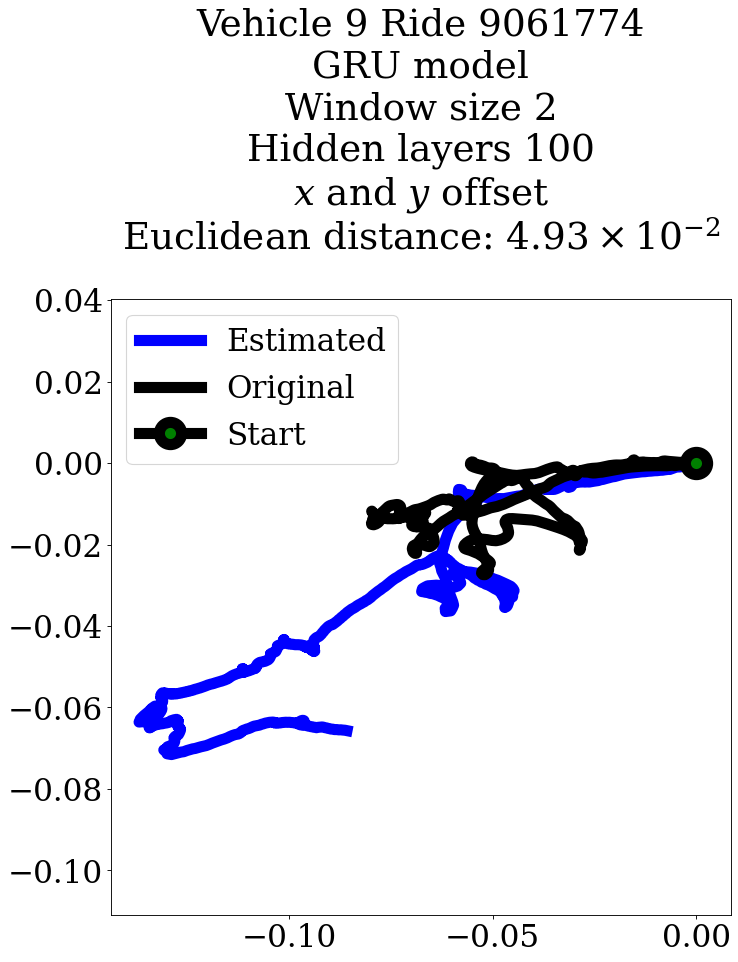 Vehicle 9 Ride 9061774
GRU model
Window size 2
Hidden layers 100
x and y offset
Euclidean distance: 4.93 × 10⁻²
0.04
0.02
0.00
−0.02
−0.04
−0.06
−0.08
−0.10
Estimated
Original
Start
−0.10
−0.05
0.00